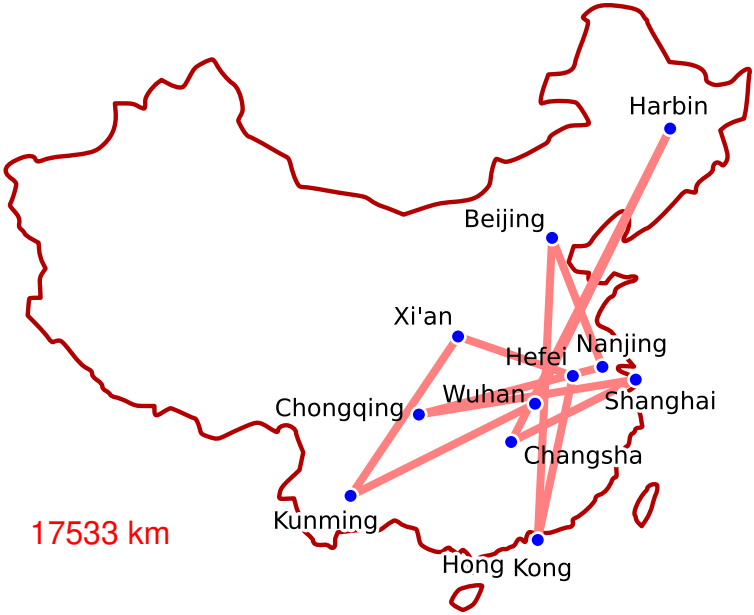 Harbin
Beijing
Xi'an
Nanjing
Hefei
Wuhan
Shanghai
Chongqing
Changsha
Kunming
17533 km
Hong Kong